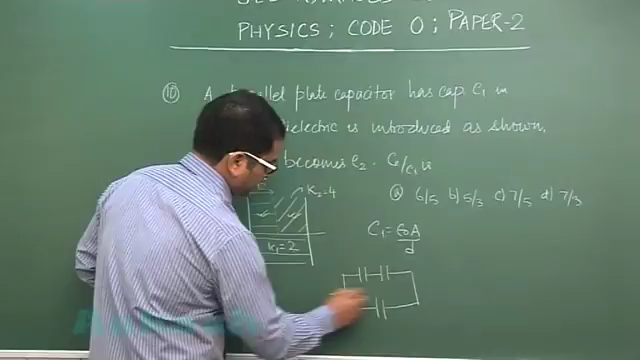 PHYSICS; CODE 0; PAPER-2
10 A parallel plate capacitor has cap. C₁ in
dielectric is introduced as shown,
becomes C₂. C₂/C₁ is
a) 6/5 b) 5/3 c) 7/5 d) 7/3
K₂=4
K₁=2
C₁ = ε₀A/d